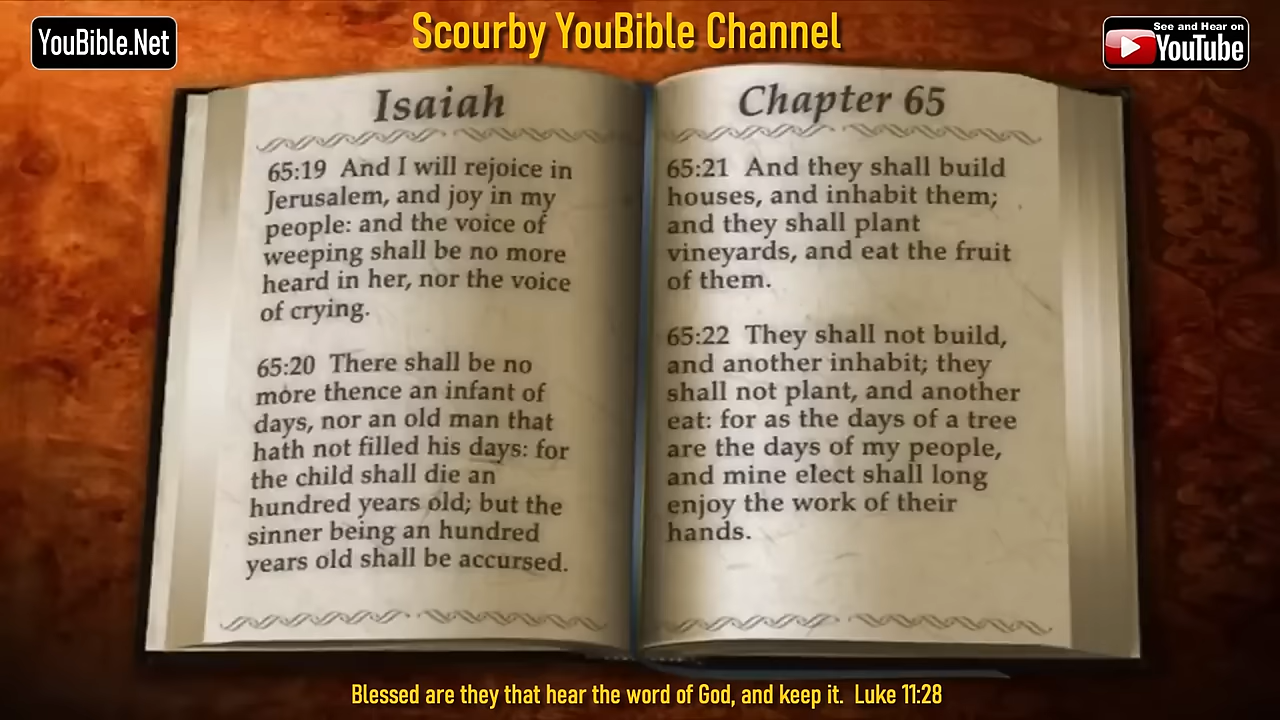 YouBible.Net
Scourby YouBible Channel
See and Hear on
YouTube
Isaiah
65:19 And I will rejoice in
Jerusalem, and joy in my
people: and the voice of
weeping shall be no more
heard in her, nor the voice
of crying.
65:20 There shall be no
more thence an infant of
days, nor an old man that
hath not filled his days: for
the child shall die an
hundred years old; but the
sinner being an hundred
years old shall be accursed.
Chapter 65
65:21 And they shall build
houses, and inhabit them;
and they shall plant
vineyards, and eat the fruit
of them.
65:22 They shall not build,
and another inhabit; they
shall not plant, and another
eat: for as the days of a tree
are the days of my people,
and mine elect shall long
enjoy the work of their
hands.
Blessed are they that hear the word of God, and keep it. Luke 11:28